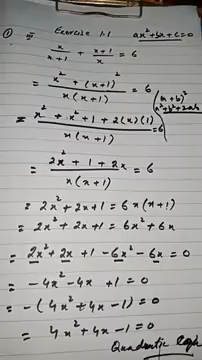 ① Exercise 1.1 ax²+bx+c=0
iii
x/(x+1) + (x+1)/x = 6
= x² + (x+1)² / x(x+1) = 6
(a+b)²
a²+b²+2ab
= x² + x² + 1 + 2(x)(1) / x(x+1) = 6
= 2x² + 1 + 2x / x(x+1) = 6
= 2x² + 2x + 1 = 6x(x+1)
= 2x² + 2x + 1 = 6x² + 6x
= 2x² + 2x + 1 - 6x² - 6x = 0
= -4x² - 4x + 1 = 0
= -(4x² + 4x - 1) = 0
= 4x² + 4x - 1 = 0
Quadratic